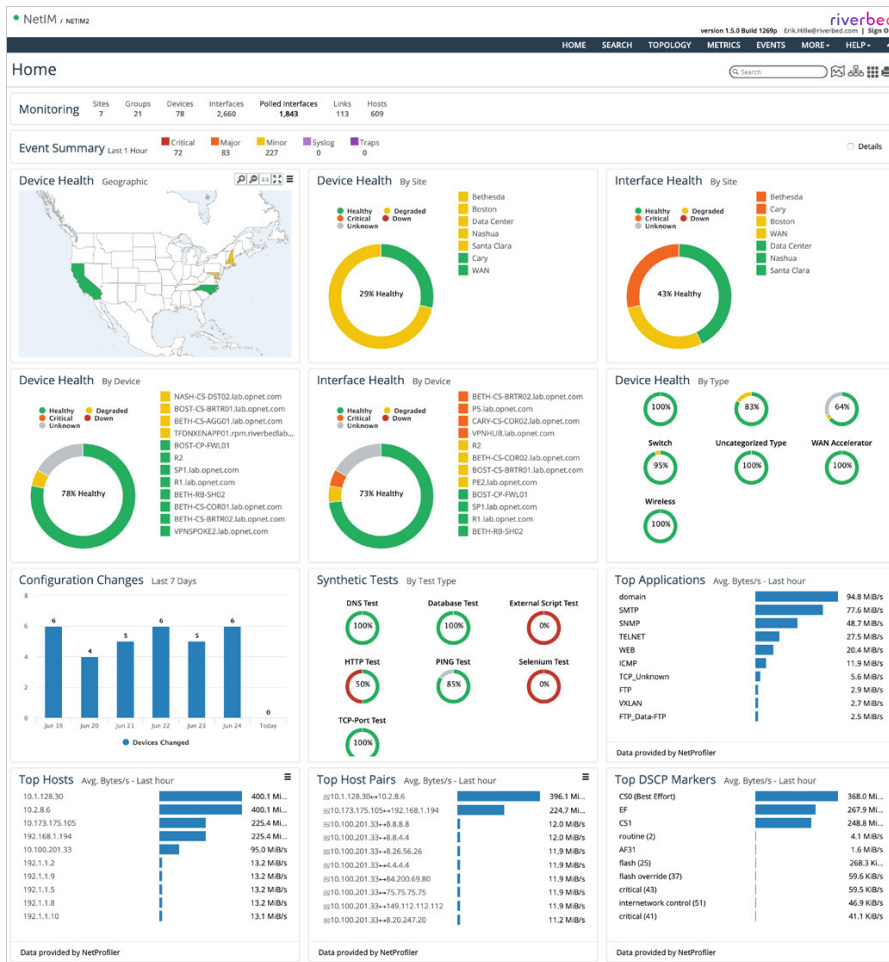 NetIM / NETIM2
riverbed
version 1.5.0 Build 1269p Erik.Hille@riverbed.com | Sign O
HOME SEARCH TOPOLOGY METRICS EVENTS MORE HELP
Home
Search
Monitoring
Sites Groups Devices Interfaces Polled Interfaces Links Hosts
7 21 78 2,660 1,843 113 609
Event Summary Last 1 Hour
Critical Major Minor Syslog Traps
72 83 227 0 0
Details
Device Health Geographic
1:1
Device Health By Site
Healthy Degraded
Critical Down
Unknown
29% Healthy
Bethesda
Boston
Data Center
Nashua
Santa Clara
Cary
WAN
Interface Health By Site
Healthy Degraded
Critical Down
Unknown
43% Healthy
Bethesda
Cary
Boston
WAN
Data Center
Nashua
Santa Clara
Device Health By Device
Healthy Degraded
Critical Down
Unknown
78% Healthy
NASH-CS-DST02.lab.opnet.com
BOST-CS-BRTR01.lab.opnet.com
BETH-CS-AGG01.lab.opnet.com
TFDNXENAPP01.rpm.riverbedlab...
BOST-CP-FWL01
R2
SP1.lab.opnet.com
R1.lab.opnet.com
BETH-RB-SH02
BETH-CS-COR01.lab.opnet.com
BETH-CS-BRTR02.lab.opnet.com
VPNSPOKE2.lab.opnet.com
Interface Health By Device
Healthy Degraded
Critical Down
Unknown
73% Healthy
BETH-CS-BRTR02.lab.opnet.com
P5.lab.opnet.com
CARY-CS-COR02.lab.opnet.com
VPNHUB.lab.opnet.com
R2
BETH-CS-COR02.lab.opnet.com
BOST-CS-BRTR01.lab.opnet.com
PE2.lab.opnet.com
BOST-CP-FWL01
SP1.lab.opnet.com
R1.lab.opnet.com
BETH-RB-SH02
Device Health By Type
100% 83% 64%
Switch Uncategorized Type WAN Accelerator
95% 100% 100%
Wireless
100%
Configuration Changes Last 7 Days
8
6
4
2
0
6 4 5 6 5 6 0
Jun 19 Jun 20 Jun 21 Jun 22 Jun 23 Jun 24 Today
Devices Changed
Synthetic Tests By Test Type
DNS Test Database Test External Script Test
100% 100% 0%
HTTP Test PING Test Selenium Test
50% 85% 0%
TCP-Port Test
100%
Top Applications Avg. Bytes/s - Last hour
domain 94.8 MiB/s
SMTP 77.6 MiB/s
SNMP 48.7 MiB/s
TELNET 27.5 MiB/s
WEB 20.4 MiB/s
ICMP 11.9 MiB/s
TCP_Unknown 5.6 MiB/s
FTP 2.9 MiB/s
VXLAN 2.7 MiB/s
FTP_Data-FTP 2.5 MiB/s
Data provided by NetProfiler
Top Hosts Avg. Bytes/s - Last hour
10.1.128.30 400.1 Mi...
10.2.8.6 400.1 Mi...
10.173.175.105 225.4 Mi...
192.168.1.194 225.4 Mi...
10.100.201.33 95.0 MiB/s
192.1.1.2 13.2 MiB/s
192.1.1.9 13.2 MiB/s
192.1.1.5 13.2 MiB/s
192.1.1.8 13.2 MiB/s
192.1.1.10 13.1 MiB/s
Data provided by NetProfiler
Top Host Pairs Avg. Bytes/s - Last hour
10.1.128.30↔10.2.8.6 396.1 Mi...
10.173.175.105↔192.168.1.194 224.7 Mi...
10.100.201.33↔8.8.8.8 12.0 MiB/s
10.100.201.33↔8.8.4.4 12.0 MiB/s
10.100.201.33↔8.26.56.26 11.9 MiB/s
10.100.201.33↔4.4.4.4 11.9 MiB/s
10.100.201.33↔84.200.69.80 11.9 MiB/s
10.100.201.33↔75.75.75.75 11.9 MiB/s
10.100.201.33↔149.112.112.112 11.9 MiB/s
10.100.201.33↔8.20.247.20 11.2 MiB/s
Data provided by NetProfiler
Top DSCP Markers Avg. Bytes/s - Last hour
CS0 (Best Effort) 368.0 Mi...
EF 267.9 Mi...
CS1 248.8 Mi...
routine (2) 4.1 MiB/s
AF31 1.6 MiB/s
flash (25) 268.3 Ki...
flash override (37) 59.6 KiB/s
critical (43) 59.5 KiB/s
internetwork control (51) 46.9 KiB/s
critical (41) 41.1 KiB/s
Data provided by NetProfiler